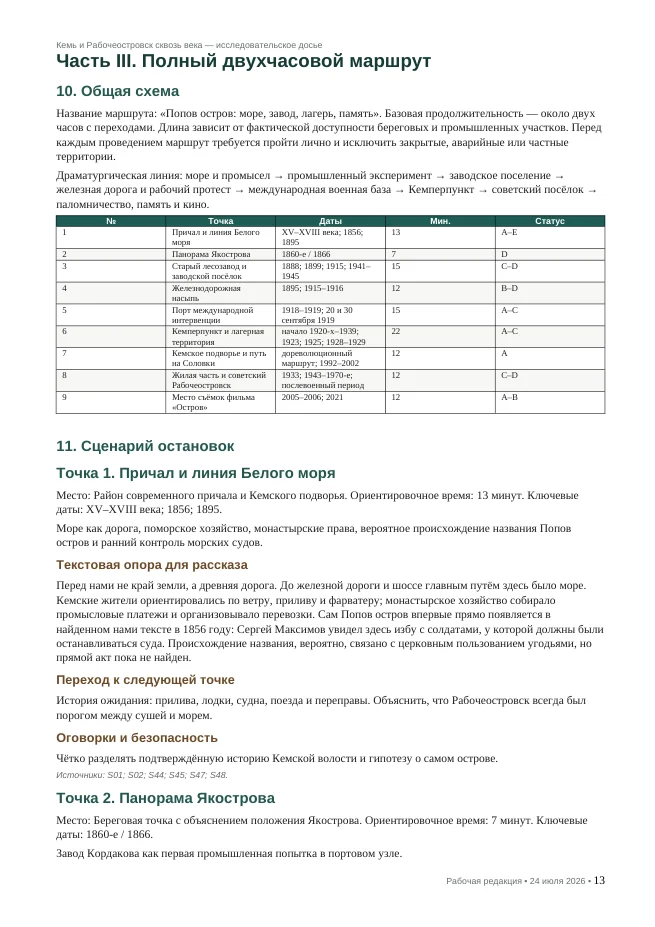 Кемь и Рабочеостровск сквозь века — исследовательское досье
Часть III. Полный двухчасовой маршрут
10. Общая схема
Название маршрута: «Попов остров: море, завод, лагерь, память». Базовая продолжительность — около двух
часов с переходами. Длина зависит от фактической доступности береговых и промышленных участков. Перед
каждым проведением маршрут требуется пройти лично и исключить закрытые, аварийные или частные
территории.
Драматургическая линия: море и промысел → промышленный эксперимент → заводское поселение →
железная дорога и рабочий протест → международная военная база → Кемперпункт → советский посёлок →
паломничество, память и кино.
№ Точка Даты Мин. Статус
1 Причал и линия Белого XV–XVIII века; 1856; 13 A–E
моря 1895
2 Панорама Якострова 1860-е / 1866 7 D
3 Старый лесозавод и 1888; 1899; 1915; 1941– 15 C–D
заводской посёлок 1945
4 Железнодорожная 1895; 1915–1916 12 B–D
насыпь
5 Порт международной 1918–1919; 20 и 30 15 A–C
интервенции сентября 1919
6 Кемперпункт и лагерная начало 1920-х–1939; 22 A–C
территория 1923; 1925; 1928–1929
7 Кемское подворье и путь дореволюционный 12 A
на Соловки маршрут; 1992–2002
8 Жилая часть и советский 1933; 1943–1970-е; 12 C–D
Рабочеостровск послевоенный период
9 Место съёмок фильма 2005–2006; 2021 12 A–B
«Остров»
11. Сценарий остановок
Точка 1. Причал и линия Белого моря
Место: Район современного причала и Кемского подворья. Ориентировочное время: 13 минут. Ключевые
даты: XV–XVIII века; 1856; 1895.
Море как дорога, поморское хозяйство, монастырские права, вероятное происхождение названия Попов
остров и ранний контроль морских судов.
Текстовая опора для рассказа
Перед нами не край земли, а древняя дорога. До железной дороги и шоссе главным путём здесь было море.
Кемские жители ориентировались по ветру, приливу и фарватеру; монастырское хозяйство собирало
промысловые платежи и организовывало перевозки. Сам Попов остров впервые прямо появляется в
найденном нами тексте в 1856 году: Сергей Максимов увидел здесь избу с солдатами, у которой должны были
останавливаться суда. Происхождение названия, вероятно, связано с церковным пользованием угодьями, но
прямой акт пока не найден.
Переход к следующей точке
История ожидания: прилива, лодки, судна, поезда и переправы. Объяснить, что Рабочеостровск всегда был
порогом между сушей и морем.
Оговорки и безопасность
Чётко разделять подтверждённую историю Кемской волости и гипотезу о самом острове.
Источники: S01; S02; S44; S45; S47; S48.
Точка 2. Панорама Якострова
Место: Береговая точка с объяснением положения Якострова. Ориентировочное время: 7 минут. Ключевые
даты: 1860-е / 1866.
Завод Кордакова как первая промышленная попытка в портовом узле.
Рабочая редакция • 24 июля 2026 • 13